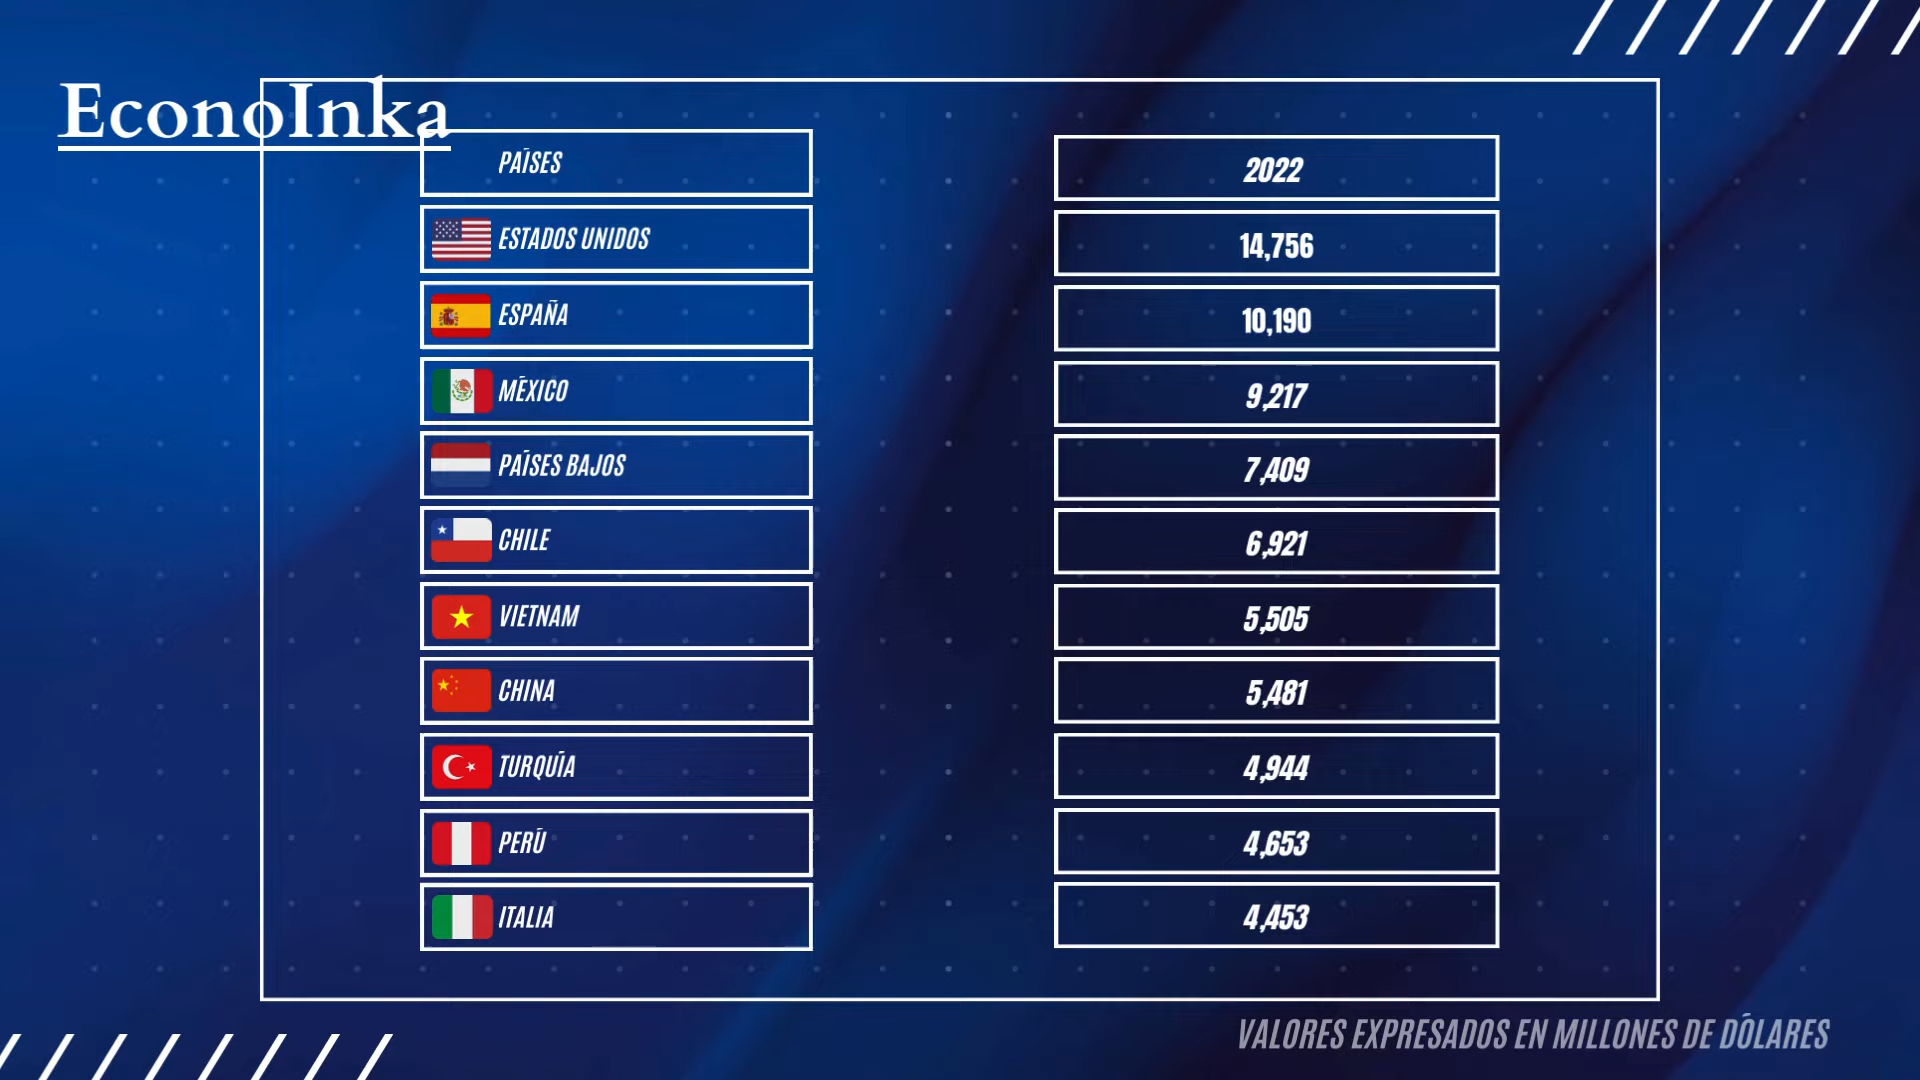 EconoInka
PAÍSES 2022
ESTADOS UNIDOS 14,756
ESPAÑA 10,190
MÉXICO 9,217
PAÍSES BAJOS 7,409
CHILE 6,921
VIETNAM 5,505
CHINA 5,481
TURQUÍA 4,944
PERÚ 4,653
ITALIA 4,453
VALORES EXPRESADOS EN MILLONES DE DÓLARES